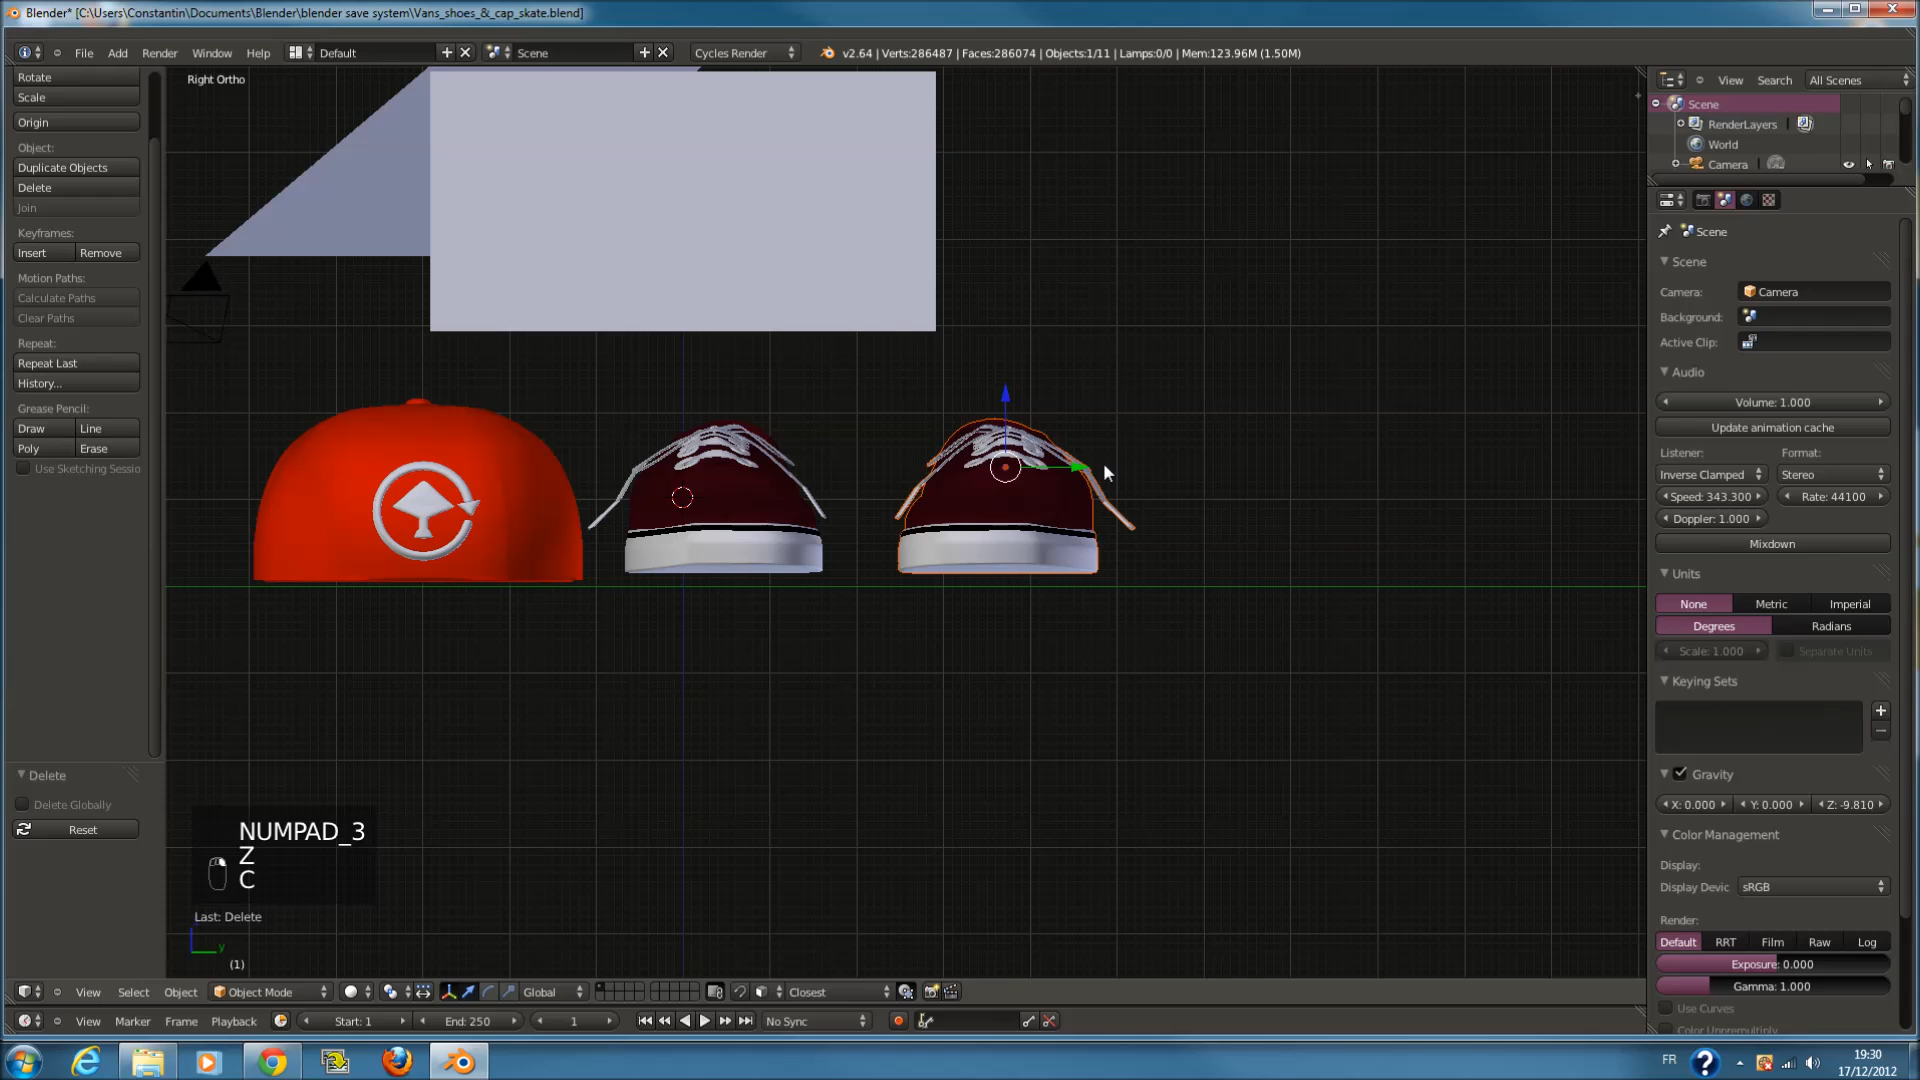 Blender* [C:\Users\Constantin\Documents\Blender\blender save system\Vans_shoes_&_cap_skate.blend]
File Add Render Window Help Default Scene Cycles Render v2.64 | Verts:286487 | Faces:286074 | Objects:1/11 | Lamps:0/0 | Mem:123.96M (1.50M)
Rotate
Scale
Origin
Object:
Duplicate Objects
Delete
Join
Keyframes:
Insert Remove
Motion Paths:
Calculate Paths
Clear Paths
Repeat:
Repeat Last
History...
Grease Pencil:
Draw Line
Poly Erase
Use Sketching Sessio
Delete
Delete Globally
Reset
Right Ortho
NUMPAD_3
Z
C
Last: Delete
y
(1)
View Search All Scenes
Scene
RenderLayers
World
Camera
Scene
Scene
Camera: Camera
Background:
Active Clip:
Audio
Volume: 1.000
Update animation cache
Listener: Format:
Inverse Clamped Stereo
Speed: 343.300 Rate: 44100
Doppler: 1.000
Mixdown
Units
None Metric Imperial
Degrees Radians
Scale: 1.000 Separate Units
Keying Sets
Gravity
X: 0.000 Y: 0.000 Z: -9.810
Color Management
Display:
Display Devic sRGB
Render:
Default RRT Film Raw Log
Exposure: 0.000
Gamma: 1.000
Use Curves
Color Unpremultiply
View Select Object Object Mode Global Closest
View Marker Frame Playback Start: 1 End: 250 1 No Sync
FR
19:30
17/12/2012